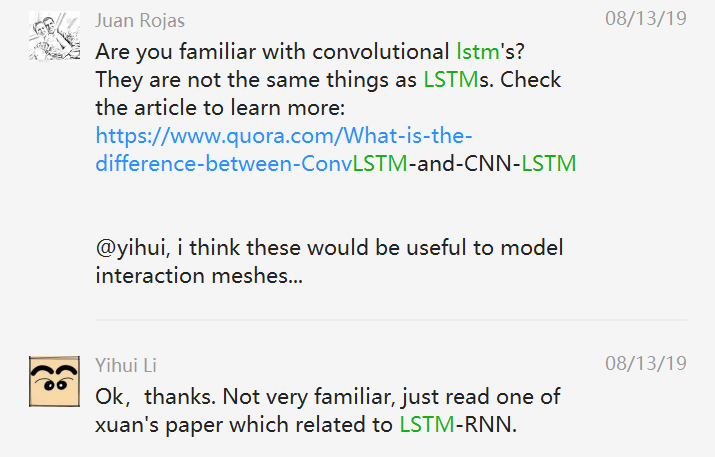 Juan Rojas 08/13/19
Are you familiar with convolutional lstm's?
They are not the same things as LSTMs. Check
the article to learn more:
https://www.quora.com/What-is-the-
difference-between-ConvLSTM-and-CNN-LSTM
@yihui, i think these would be useful to model
interaction meshes...
Yihui Li 08/13/19
Ok，thanks. Not very familiar, just read one of
xuan's paper which related to LSTM-RNN.